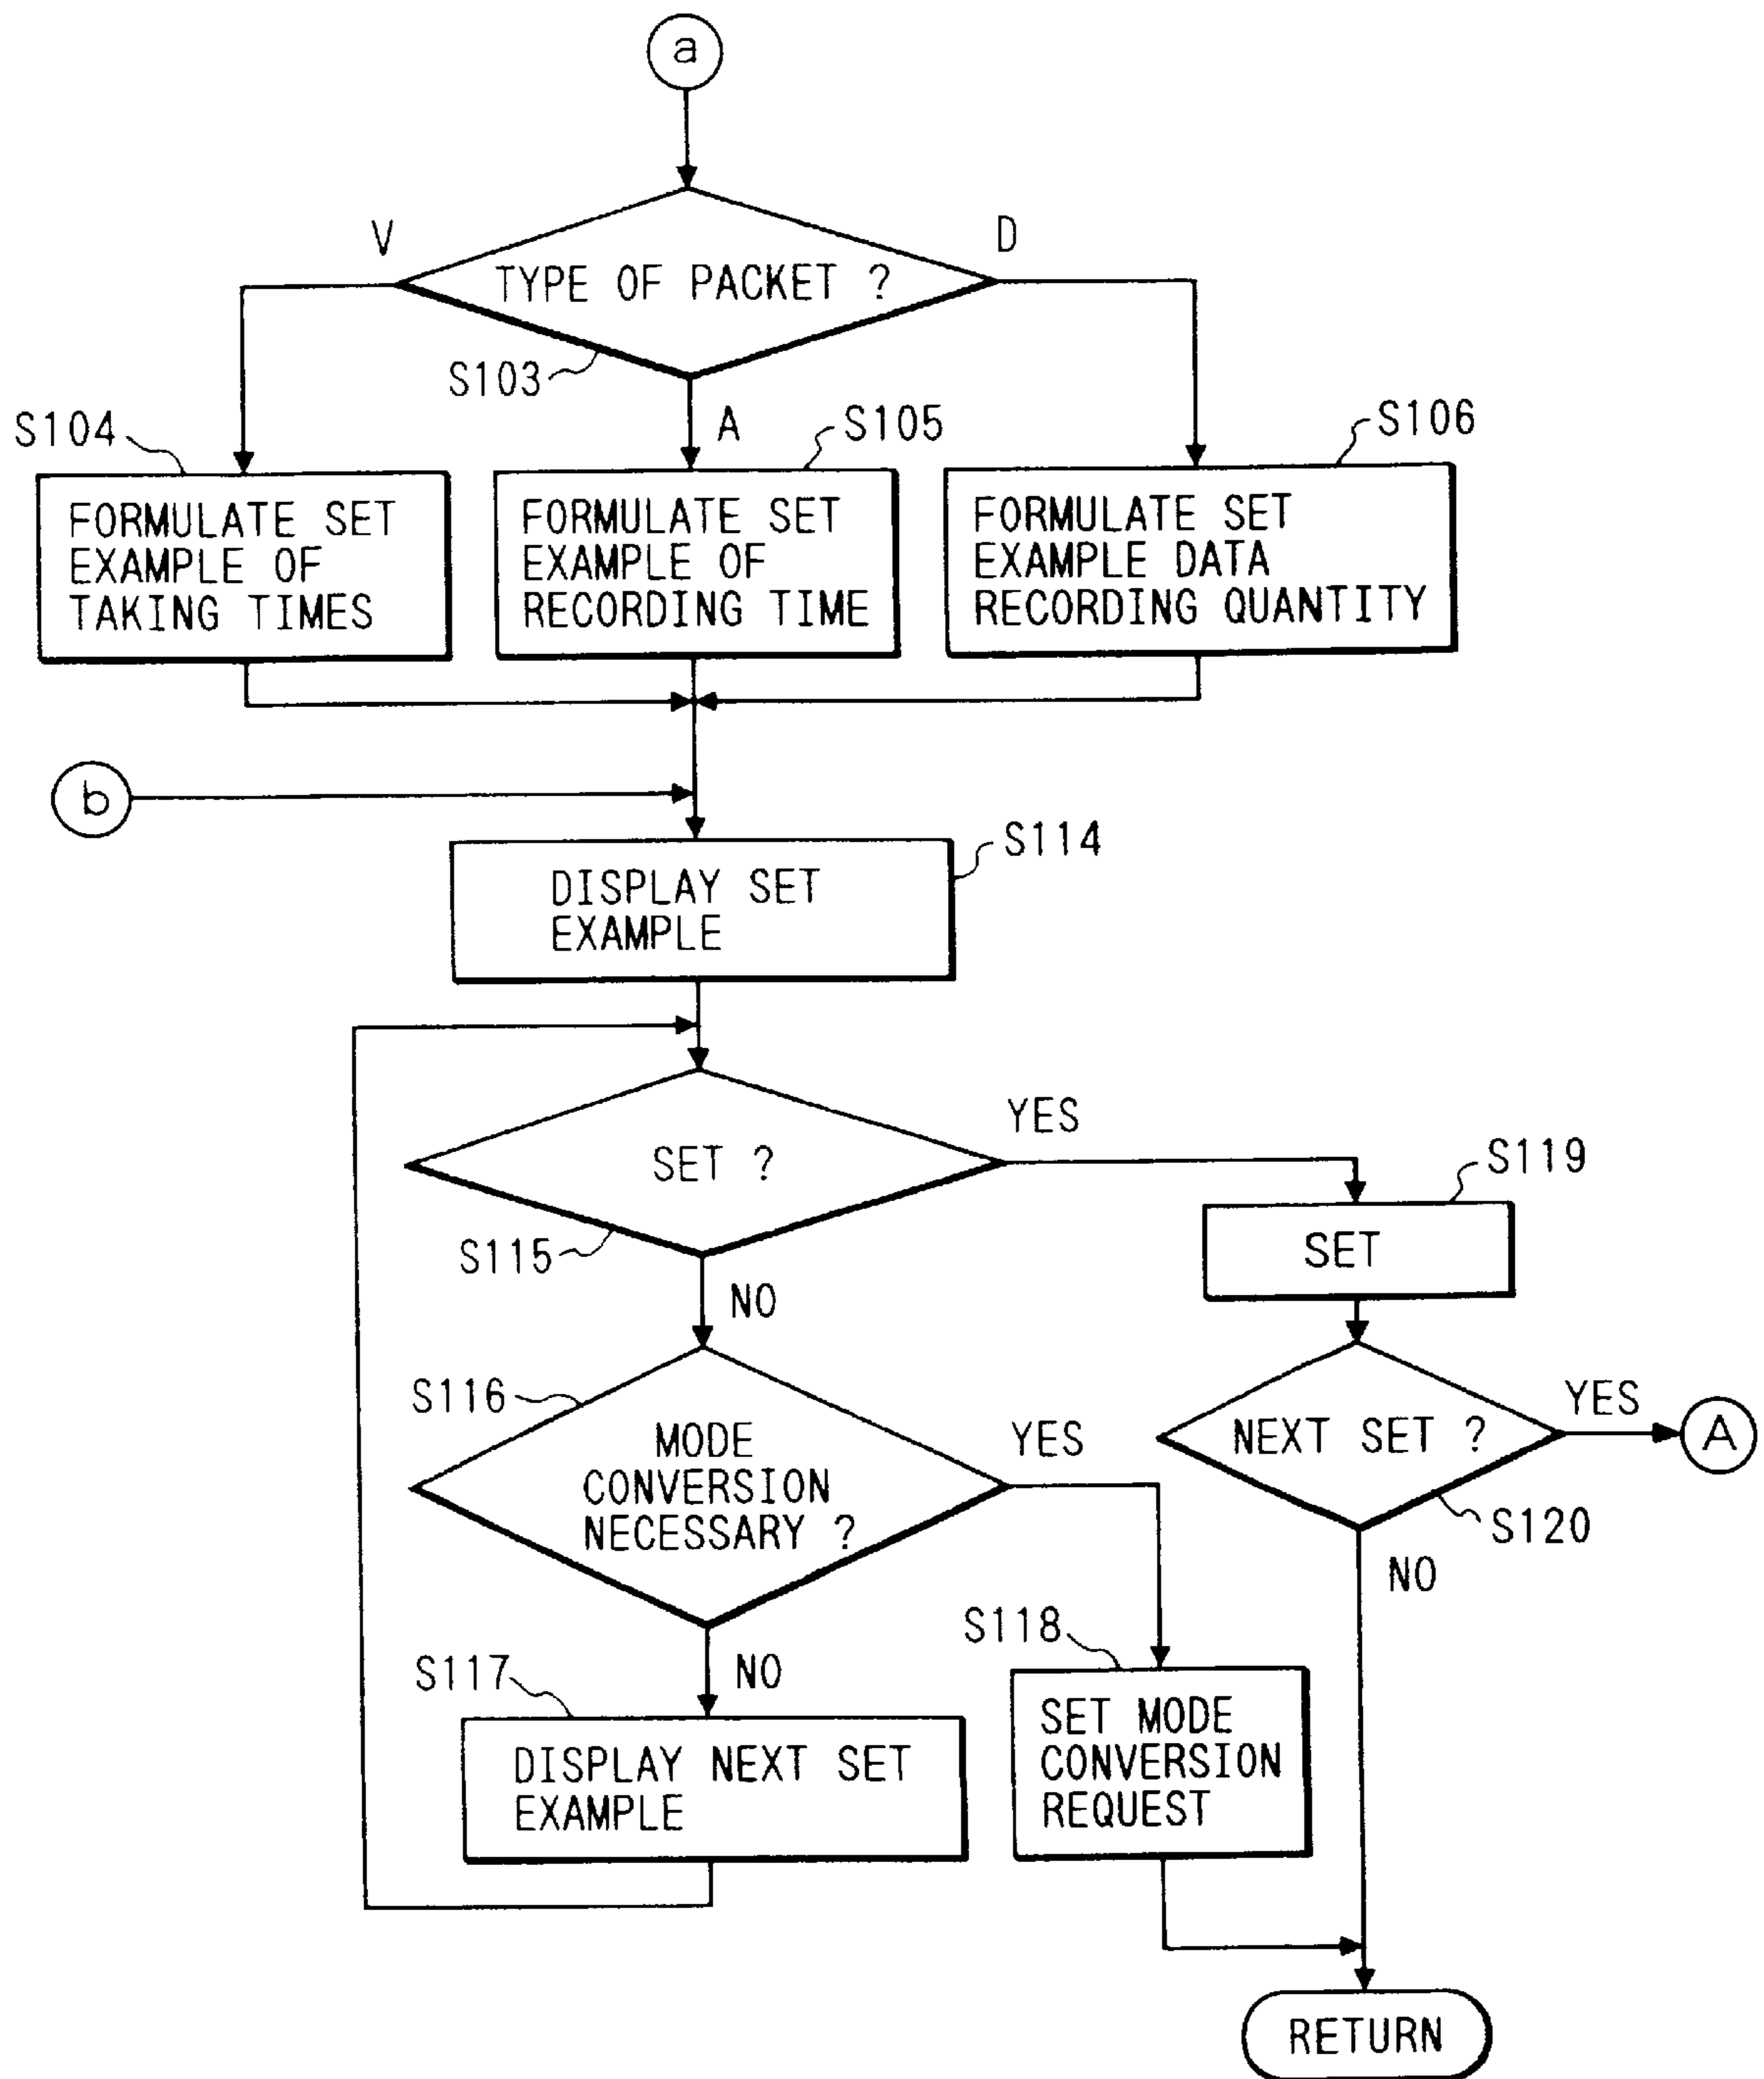 a
V
D
TYPE OF PACKET ?
S103
A
S104
S105
S106
FORMULATE SET
EXAMPLE OF
TAKING TIMES
FORMULATE SET
EXAMPLE OF
RECORDING TIME
FORMULATE SET
EXAMPLE DATA
RECORDING QUANTITY
b
S114
DISPLAY SET
EXAMPLE
SET ?
YES
S115
NO
S119
SET
S116
MODE
CONVERSION
NECESSARY ?
YES
NEXT SET ?
YES
A
S120
NO
S117
NO
S118
DISPLAY NEXT SET
EXAMPLE
SET MODE
CONVERSION
REQUEST
RETURN